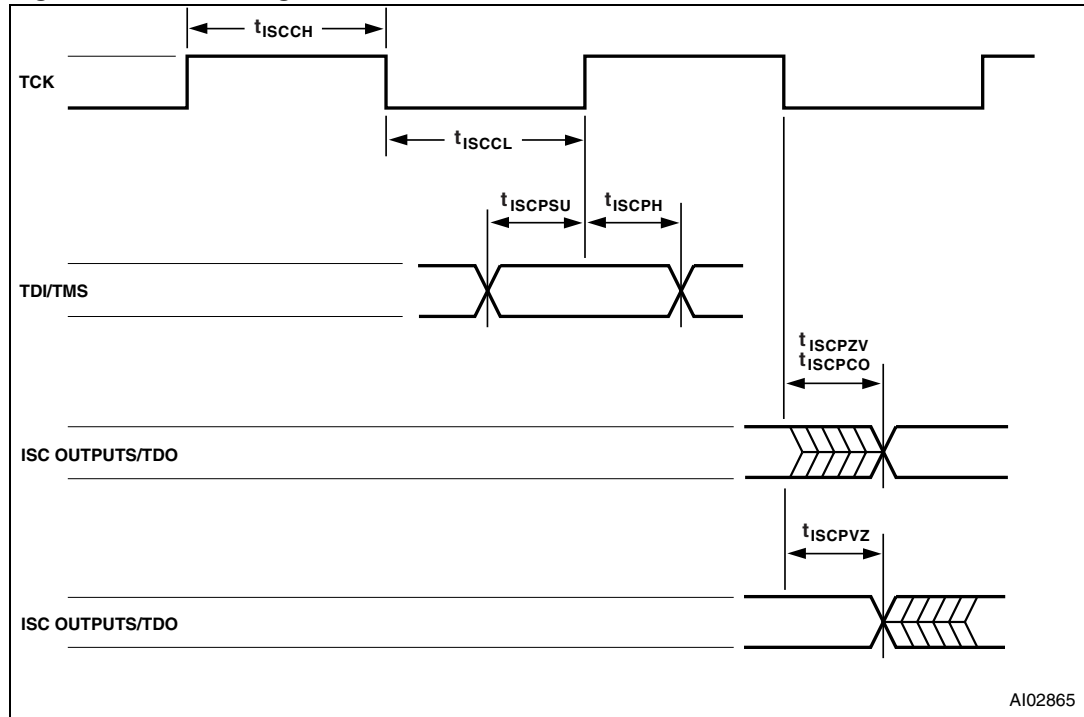 tISCCH
TCK
tISCCL
tISCPSU
tISCPH
TDI/TMS
tISCPZV
tISCPCO
ISC OUTPUTS/TDO
tISCPVZ
ISC OUTPUTS/TDO
AI02865